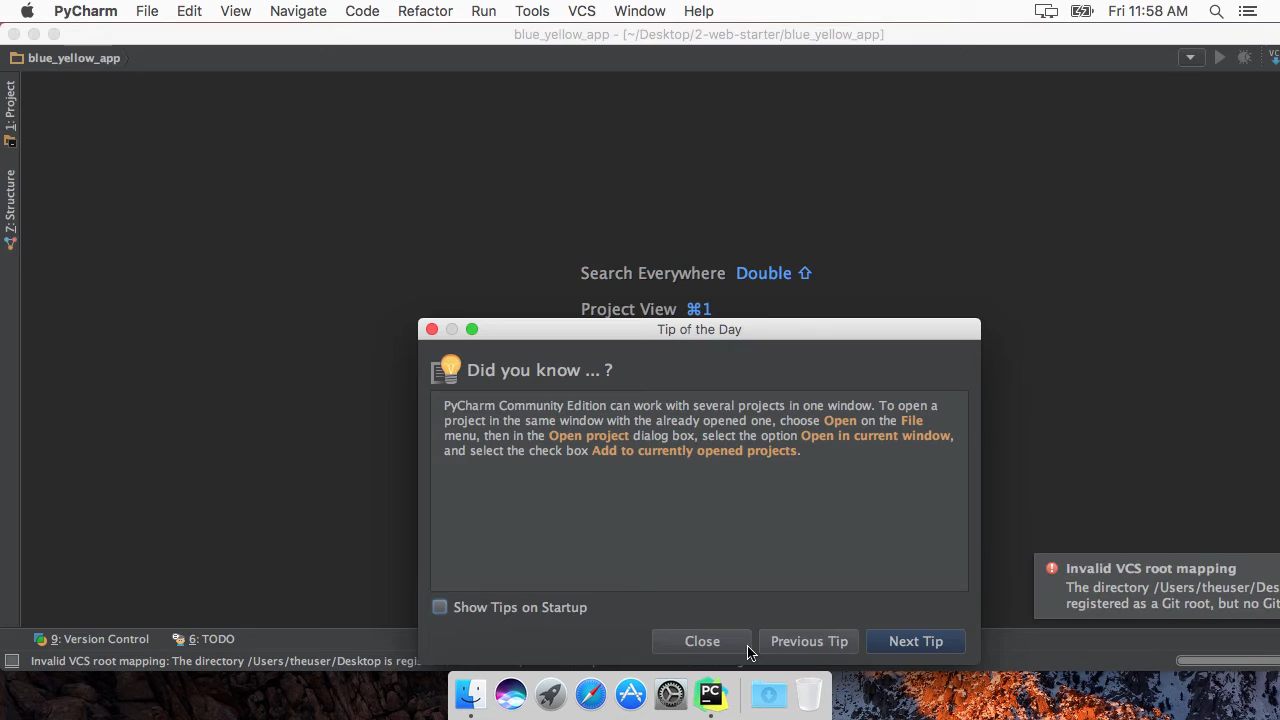 PyCharm File Edit View Navigate Code Refactor Run Tools VCS Window Help Fri 11:58 AM
blue_yellow_app - [~/Desktop/2-web-starter/blue_yellow_app]
blue_yellow_app
VC
1: Project
Z: Structure
Search Everywhere Double ⇧
Project View ⌘1
Tip of the Day
Did you know ... ?
PyCharm Community Edition can work with several projects in one window. To open a
project in the same window with the already opened one, choose Open on the File
menu, then in the Open project dialog box, select the option Open in current window,
and select the check box Add to currently opened projects.
Show Tips on Startup
Close Previous Tip Next Tip
Invalid VCS root mapping
The directory /Users/theuser/Des
registered as a Git root, but no Git
9: Version Control 6: TODO
Invalid VCS root mapping: The directory /Users/theuser/Desktop is regi
PC